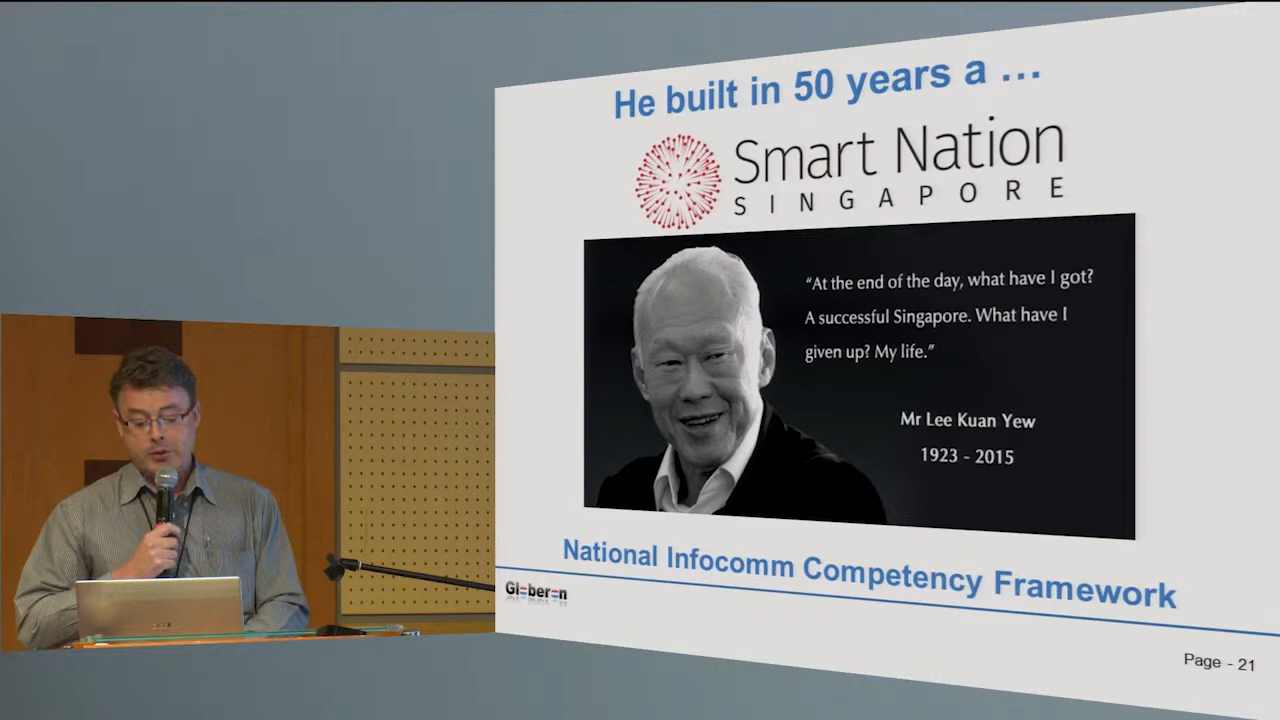 He built in 50 years a ...
Smart Nation
SINGAPORE
“At the end of the day, what have I got?
A successful Singapore. What have I
given up? My life.”
Mr Lee Kuan Yew
1923 - 2015
National Infocomm Competency Framework
Globeron
Page - 21